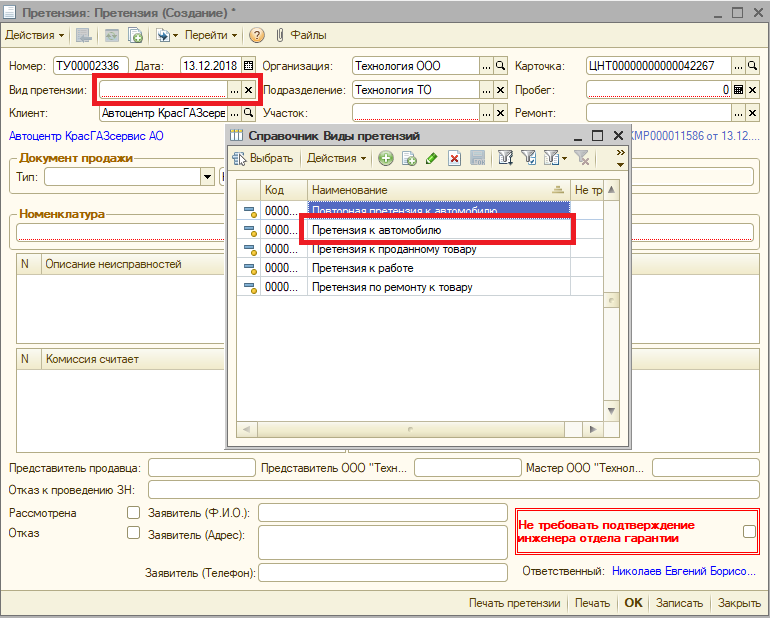 Претензия: Претензия (Создание) *
Действия Перейти ? Файлы
Номер: ТУ00002336 Дата: 13.12.2018 Организация: Технология ООО ... Карточка: ЦНТ0000000000042267 ...
Вид претензии: ... Подразделение: Технология ТО ... Пробег: 0
Клиент: Автоцентр КрасГАЗсерв ... Участок: ... Ремонт: ...
Автоцентр КрасГАЗсервис АО
КМР000011586 от 13.12....
Документ продажи
Тип:
Номенклатура
N Описание неисправностей
N Комиссия считает
Справочник Виды претензий
Выбрать Действия
Код Наименование Не тре
0000... Повторная претензия к автомобилю
0000... Претензия к автомобилю
0000... Претензия к проданному товару
0000... Претензия к работе
0000... Претензия по ремонту к товару
Представитель продавца: Представитель ООО "Техн... Мастер ООО "Технол...
Отказ к проведению ЗН:
Рассмотрена Заявитель (Ф.И.О.):
Отказ Заявитель (Адрес):
Заявитель (Телефон):
Не требовать подтверждение
инженера отдела гарантии
Ответственный: Николаев Евгений Борисо...
Печать претензии Печать OK Записать Закрыть